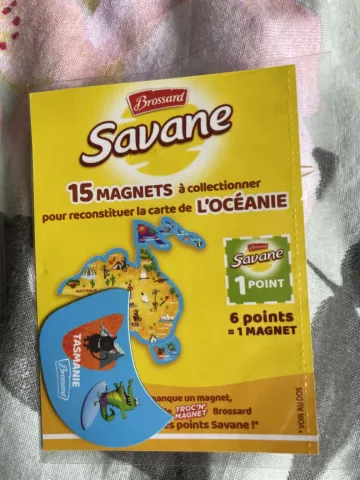 Brossard
Savane
15 MAGNETS à collectionner
pour reconstituer la carte de L'OCÉANIE
Brossard
Savane
1 POINT
6 points
= 1 MAGNET
TASMANIE
Brossard
manque un magnet,
TROC'N' MAGNET Brossard
s points Savane !*
*VOIR AU DOS